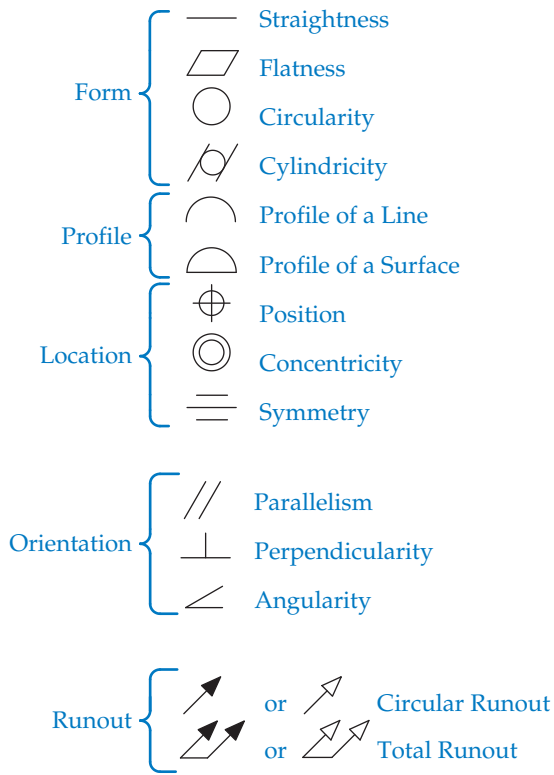 Straightness
Flatness
Form
Circularity
Cylindricity
Profile of a Line
Profile
Profile of a Surface
Position
Location
Concentricity
Symmetry
Parallelism
Orientation
Perpendicularity
Angularity
or Circular Runout
Runout
or Total Runout